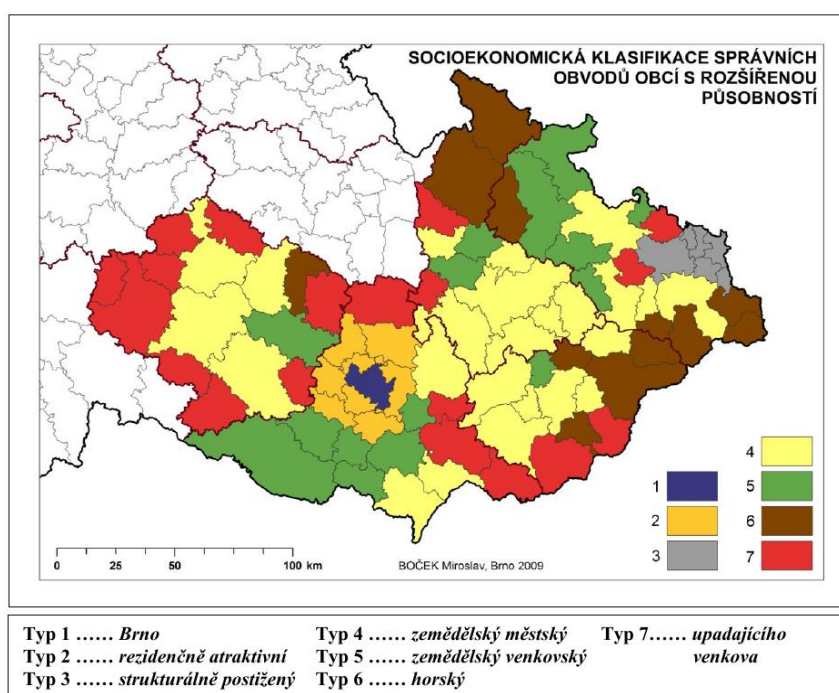 SOCIOEKONOMICKÁ KLASIFIKACE SPRÁVNÍCH
OBVODŮ OBCÍ S ROZŠÍŘENOU
PŮSOBNOSTÍ
4
1 5
2 6
3 7
0 25 50 100 km
BOČEK Miroslav, Brno 2009
Typ 1 …… Brno Typ 4 …… zemědělský městský Typ 7…… upadajícího
Typ 2 …… rezidenčně atraktivní Typ 5 …… zemědělský venkovský venkova
Typ 3 …… strukturálně postižený Typ 6 …… horský